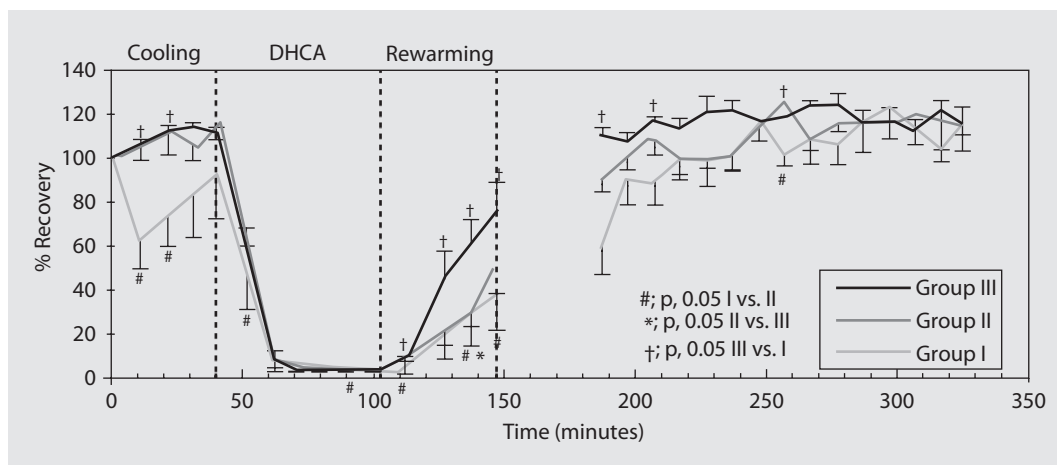 Cooling DHCA Rewarming
140
120
100
80
60
40
20
0
% Recovery
† † † † † † † † †
# # # # # # * # #
#; p, 0.05 I vs. II
*; p, 0.05 II vs. III
†; p, 0.05 III vs. I
Group III
Group II
Group I
0 50 100 150 200 250 300 350
Time (minutes)